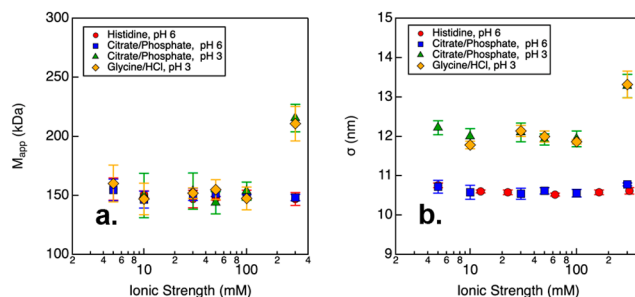 Histidine, pH 6
Citrate/Phosphate, pH 6
Citrate/Phosphate, pH 3
Glycine/HCl, pH 3
250
200
150
100
Mapp (kDa)
a.
2 4 6 2 4 6 2 3 4
10 100
Ionic Strength (mM)
Histidine, pH 6
Citrate/Phosphate, pH 6
Citrate/Phosphate, pH 3
Glycine/HCl, pH 3
15
14
13
12
11
10
σ (nm)
b.
2 4 6 2 4 6 2
10 100
Ionic Strength (mM)